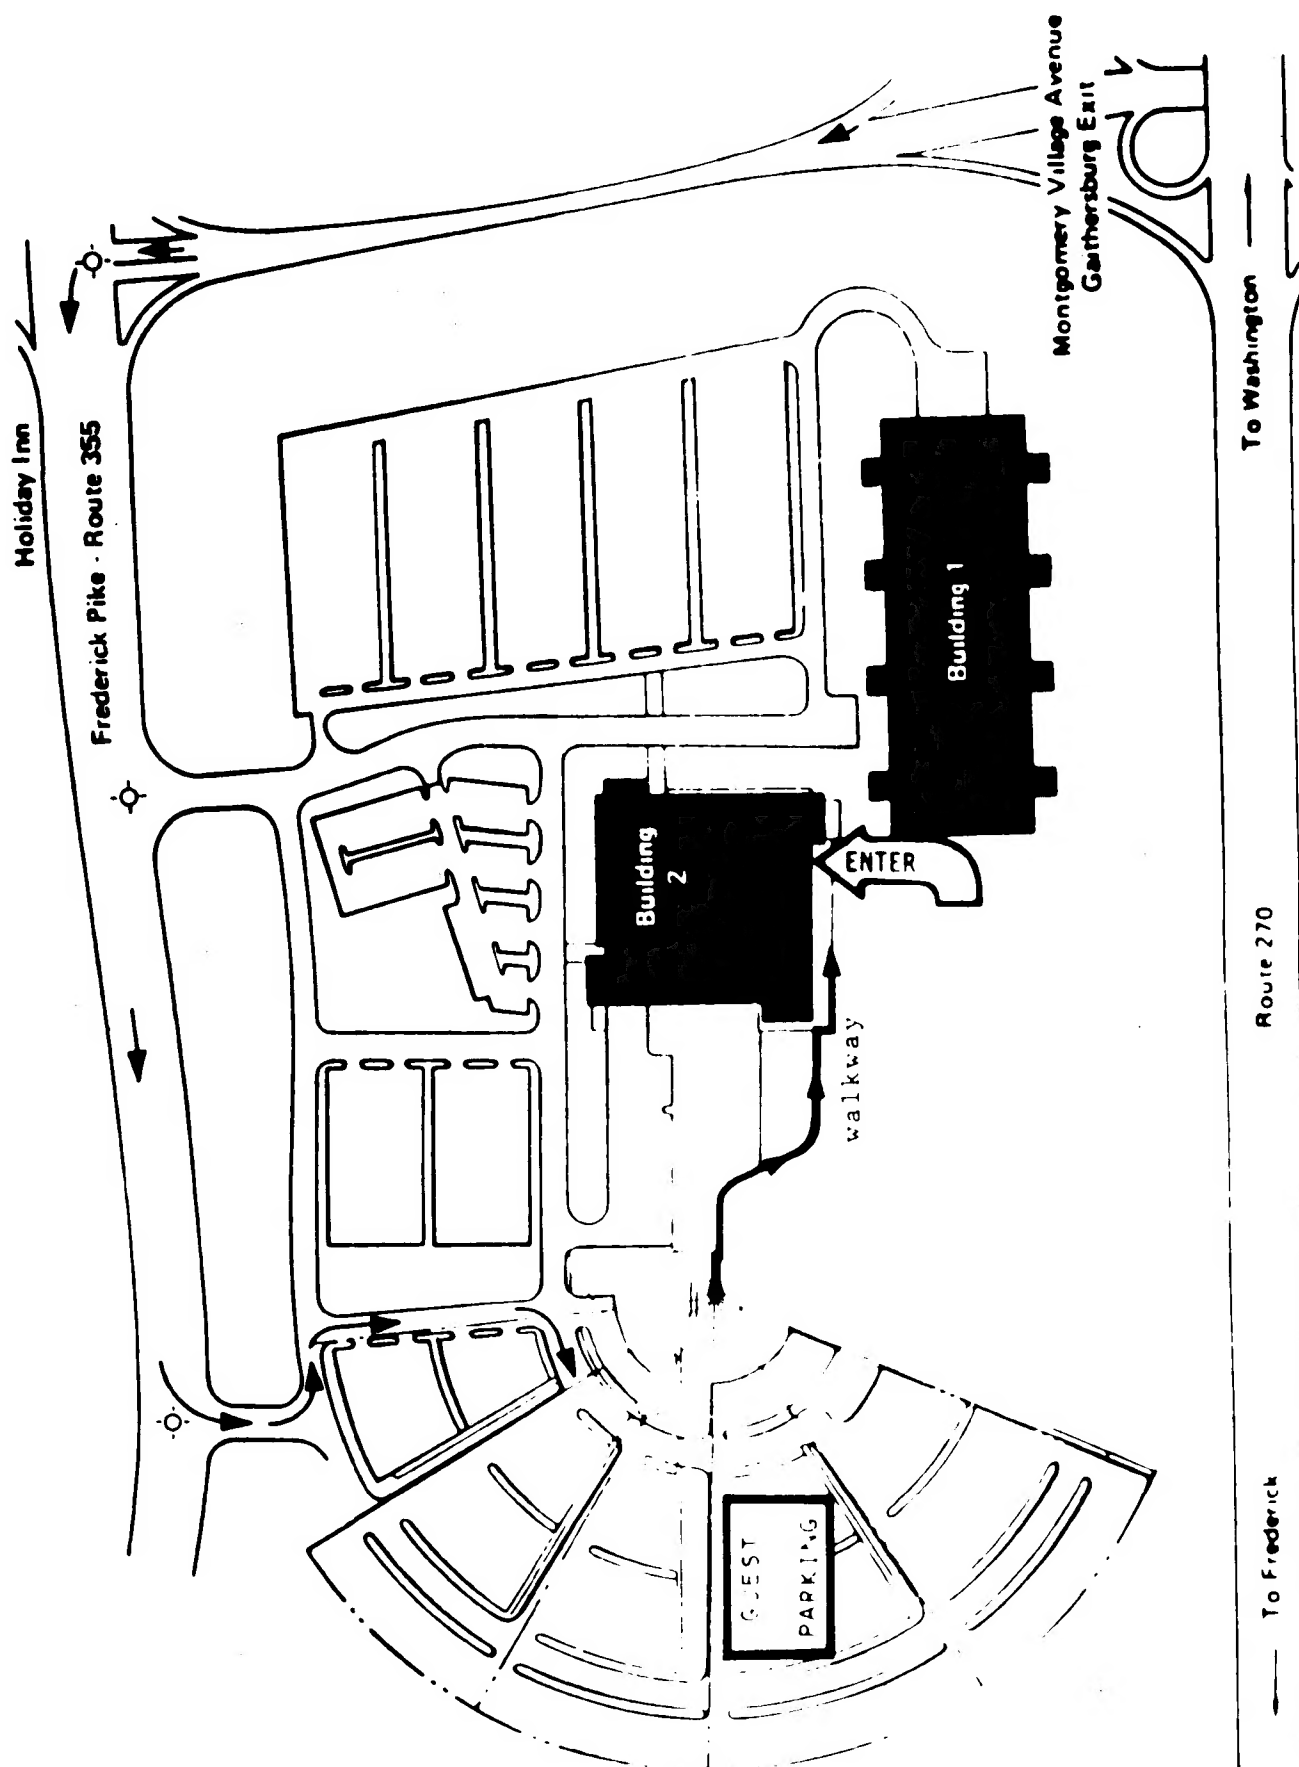 Holiday Inn
Frederick Pike - Route 355
Montgomery Village Avenue
Gaithersburg Exit
Building 1
Building
2
ENTER
walkway
GUEST
PARKING
To Washington
Route 270
To Frederick